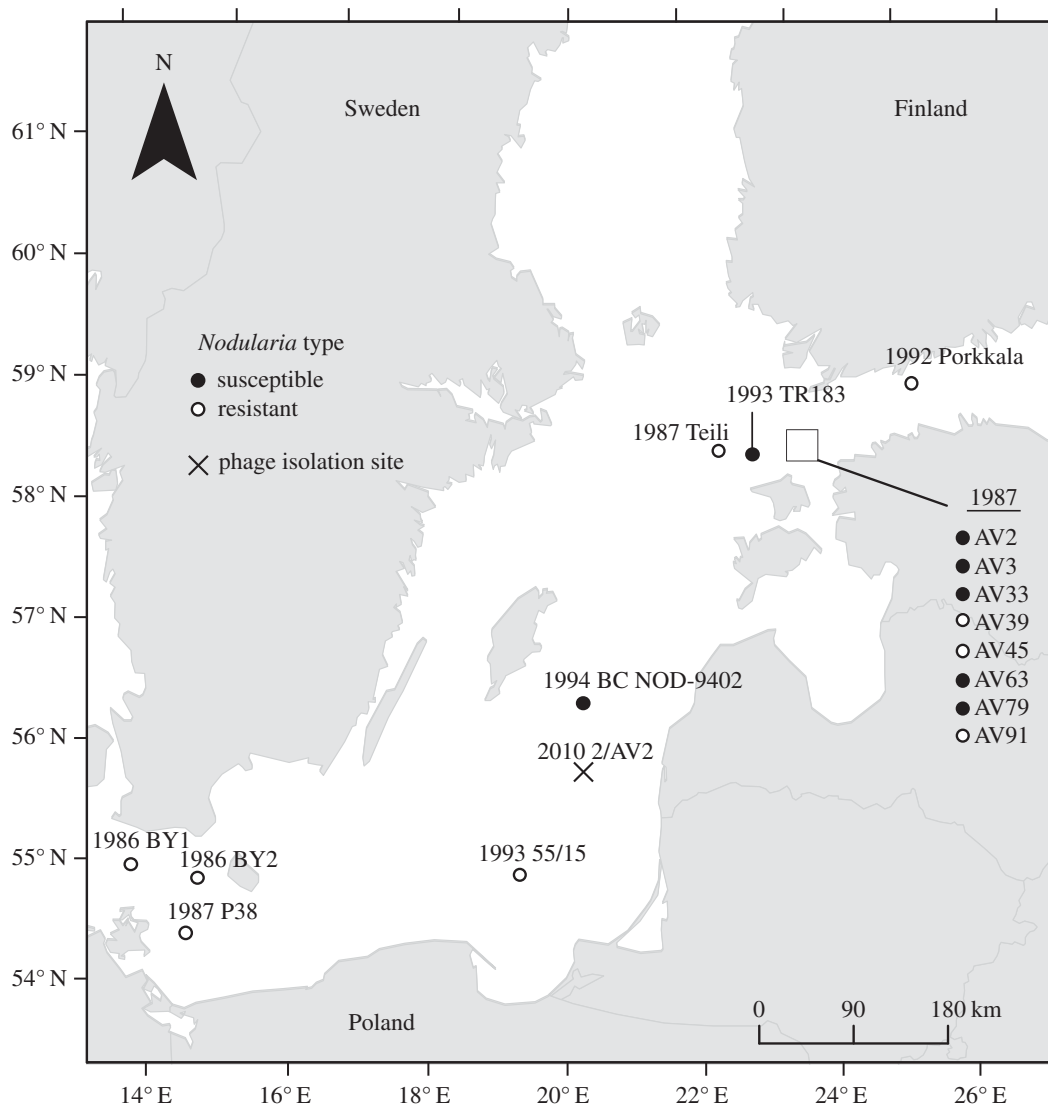 N
Sweden
Finland
61° N
60° N
59° N
58° N
57° N
56° N
55° N
54° N
Nodularia type
susceptible
resistant
phage isolation site
1992 Porkkala
1993 TR183
1987 Teili
1987
AV2
AV3
AV33
AV39
AV45
AV63
AV79
AV91
1994 BC NOD-9402
2010 2/AV2
1986 BY1
1986 BY2
1993 55/15
1987 P38
0 90 180 km
Poland
14° E 16° E 18° E 20° E 22° E 24° E 26° E